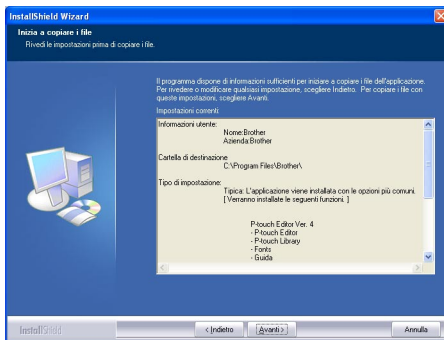 InstallShield Wizard
Inizia a copiare i file
Rivedi le impostazioni prima di copiare i file.
Il programma dispone di informazioni sufficienti per iniziare a copiare i file dell'applicazione.
Per rivedere o modificare qualsiasi impostazione, scegliere Indietro. Per copiare i file con
queste impostazioni, scegliere Avanti.
Impostazioni correnti:
Informazioni utente:
Nome:Brother
Azienda:Brother
Cartella di destinazione
C:\Program Files\Brother\
Tipo di impostazione:
Tipica: L'applicazione viene installata con le opzioni più comuni.
[ Verranno installate le seguenti funzioni. ]
P-touch Editor Ver. 4
- P-touch Editor
- P-touch Library
- Fonts
- Guida
InstallShield
< Indietro
Avanti >
Annulla